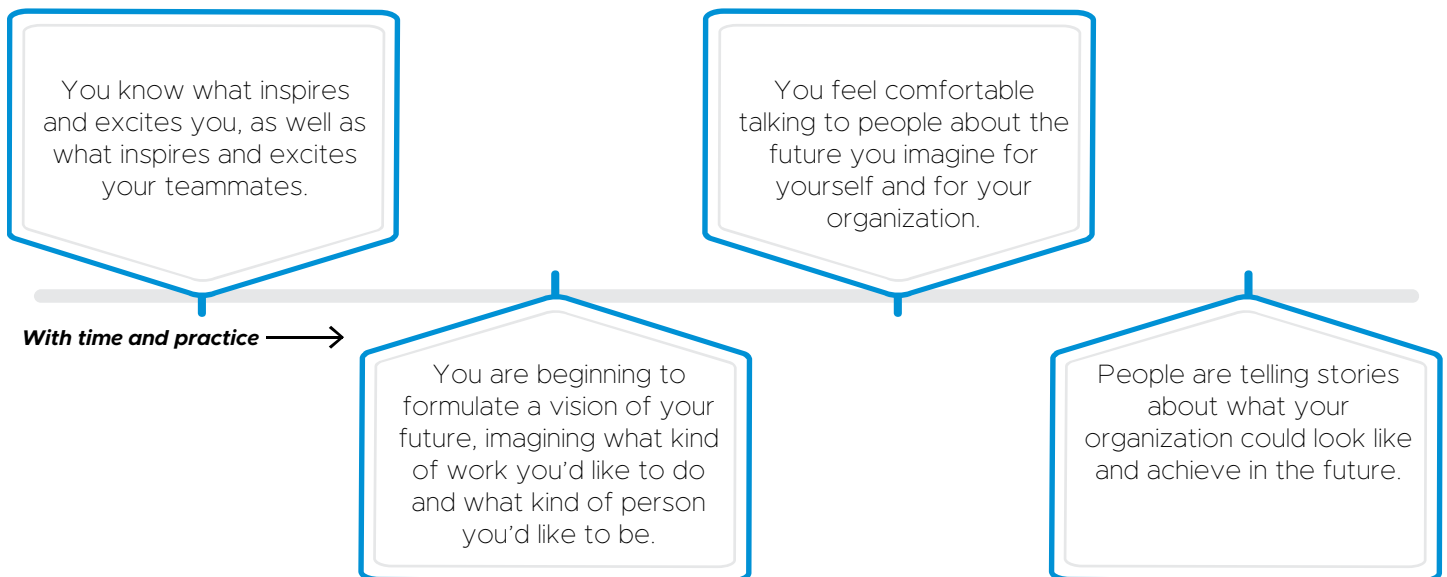 You know what inspires
and excites you, as well as
what inspires and excites
your teammates.
You feel comfortable
talking to people about the
future you imagine for
yourself and for your
organization.
With time and practice
You are beginning to
formulate a vision of your
future, imagining what kind
of work you’d like to do
and what kind of person
you’d like to be.
People are telling stories
about what your
organization could look like
and achieve in the future.